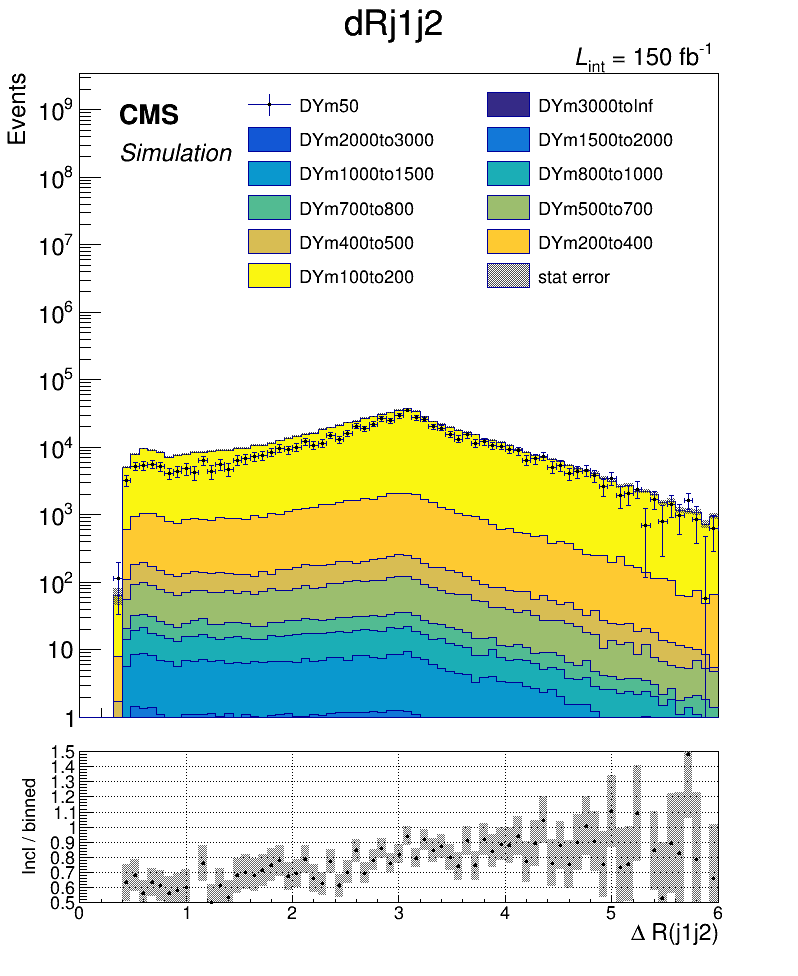 dRj1j2
L_int = 150 fb^-1
Events
CMS
Simulation
DYm50
DYm3000toInf
DYm2000to3000
DYm1500to2000
DYm1000to1500
DYm800to1000
DYm700to800
DYm500to700
DYm400to500
DYm200to400
DYm100to200
stat error
10^9
10^8
10^7
10^6
10^5
10^4
10^3
10^2
10
1
Incl / binned
1.5
1.4
1.3
1.2
1.1
1
0.9
0.8
0.7
0.6
0.5
0 1 2 3 4 5 6
Δ R(j1j2)